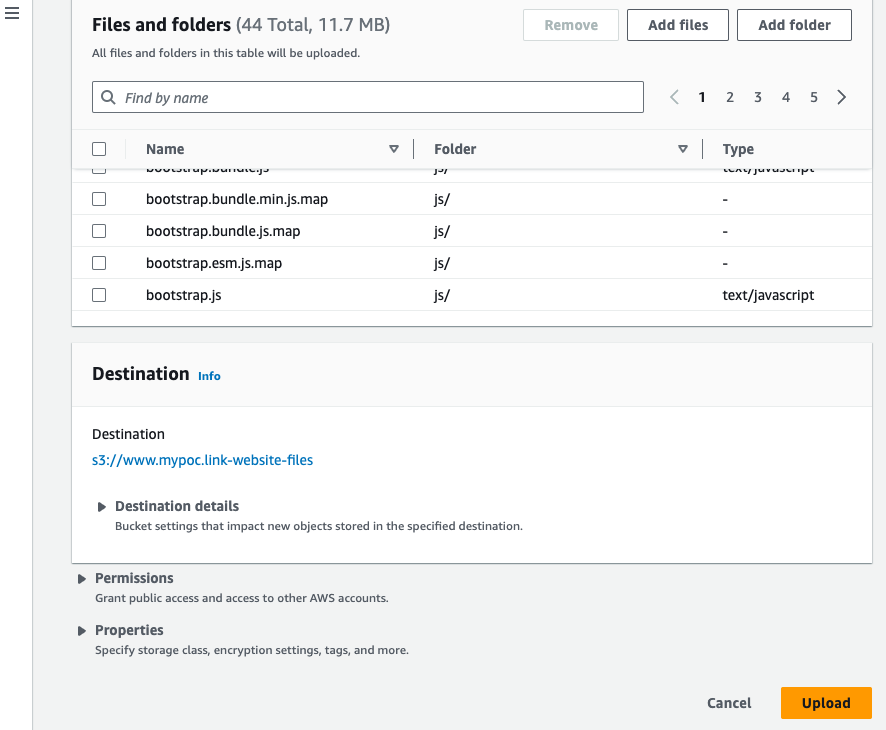 Files and folders (44 Total, 11.7 MB)
Remove
Add files
Add folder
All files and folders in this table will be uploaded.
Find by name
1 2 3 4 5
Name Folder Type
bootstrap.bundle.js js/ text/javascript
bootstrap.bundle.min.js.map js/ -
bootstrap.bundle.js.map js/ -
bootstrap.esm.js.map js/ -
bootstrap.js js/ text/javascript
Destination Info
Destination
s3://www.mypoc.link-website-files
Destination details
Bucket settings that impact new objects stored in the specified destination.
Permissions
Grant public access and access to other AWS accounts.
Properties
Specify storage class, encryption settings, tags, and more.
Cancel
Upload